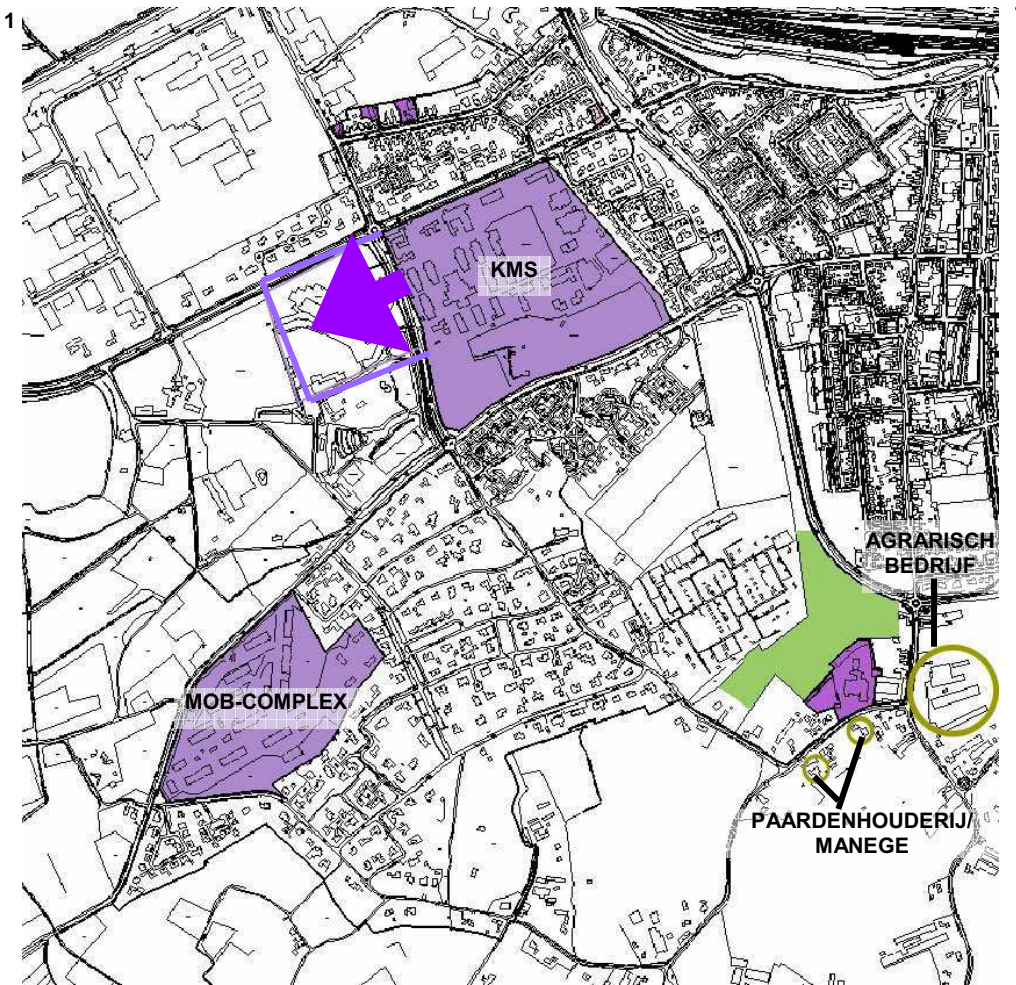 1
KMS
AGRARISCH
BEDRIJF
MOB-COMPLEX
PAARDENHOUDERIJ/
MANEGE